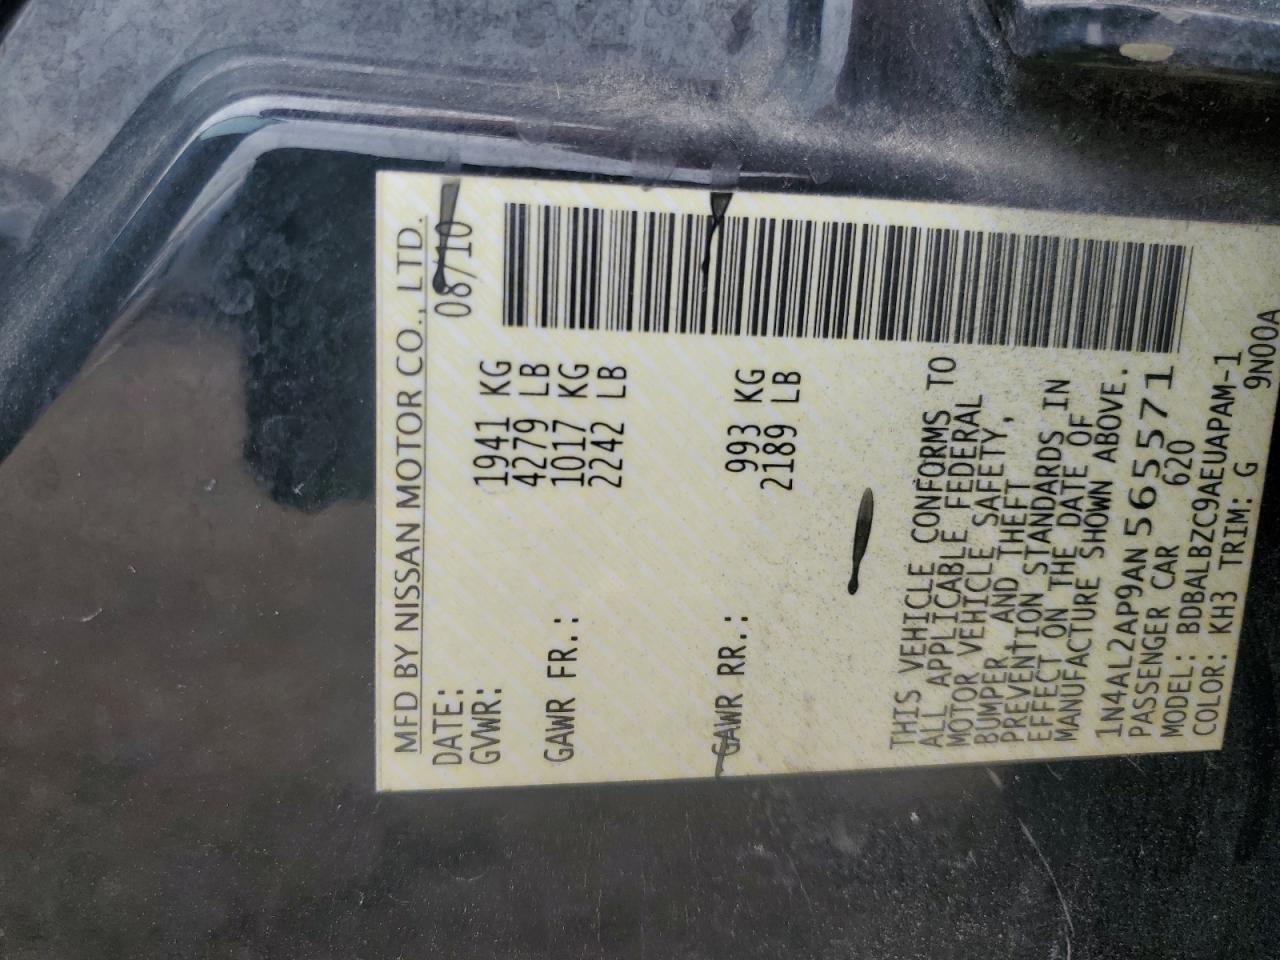 MFD BY NISSAN MOTOR CO., LTD.
DATE: 08/10
GVWR: 1941 KG
4279 LB
GAWR FR.: 1017 KG
2242 LB
GAWR RR.: 993 KG
2189 LB
THIS VEHICLE CONFORMS TO
ALL APPLICABLE FEDERAL
MOTOR VEHICLE SAFETY,
BUMPER, AND THEFT
PREVENTION STANDARDS IN
EFFECT ON THE DATE OF
MANUFACTURE SHOWN ABOVE.
1N4AL2AP9AN565571
PASSENGER CAR 620
MODEL: BDBALBZC9AEUAPAM-1
COLOR: KH3 TRIM: G 9N00A